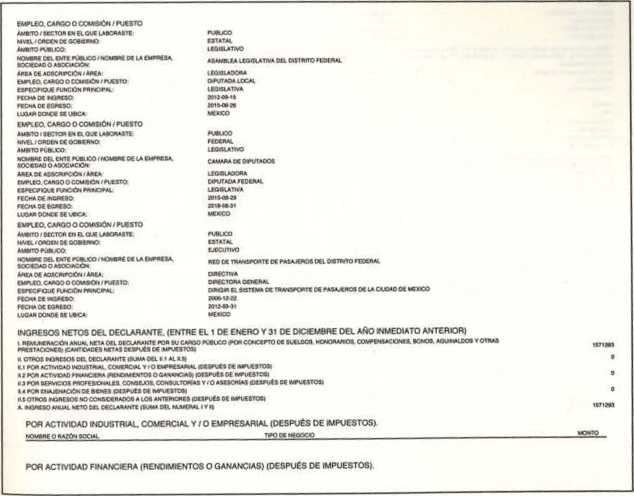 EMPLEO, CARGO O COMISIÓN / PUESTO
ÁMBITO / SECTOR EN EL QUE LABORASTE: PUBLICO
NIVEL / ORDEN DE GOBIERNO: ESTATAL
ÁMBITO PÚBLICO: LEGISLATIVO
NOMBRE DEL ENTE PÚBLICO / NOMBRE DE LA EMPRESA, SOCIEDAD O ASOCIACIÓN: ASAMBLEA LEGISLATIVA DEL DISTRITO FEDERAL
ÁREA DE ADSCRIPCIÓN / ÁREA: LEGISLADORA
EMPLEO, CARGO O COMISIÓN / PUESTO: DIPUTADA LOCAL
ESPECIFIQUE FUNCIÓN PRINCIPAL: LEGISLATIVA
FECHA DE INGRESO: 2012-09-15
FECHA DE EGRESO: 2015-08-26
LUGAR DONDE SE UBICA: MEXICO
EMPLEO, CARGO O COMISIÓN / PUESTO
ÁMBITO / SECTOR EN EL QUE LABORASTE: PUBLICO
NIVEL / ORDEN DE GOBIERNO: FEDERAL
ÁMBITO PÚBLICO: LEGISLATIVO
NOMBRE DEL ENTE PÚBLICO / NOMBRE DE LA EMPRESA, SOCIEDAD O ASOCIACIÓN: CAMARA DE DIPUTADOS
ÁREA DE ADSCRIPCIÓN / ÁREA: LEGISLADORA
EMPLEO, CARGO O COMISIÓN / PUESTO: DIPUTADA FEDERAL
ESPECIFIQUE FUNCIÓN PRINCIPAL: LEGISLATIVA
FECHA DE INGRESO: 2015-08-29
FECHA DE EGRESO: 2018-08-31
LUGAR DONDE SE UBICA: MEXICO
EMPLEO, CARGO O COMISIÓN / PUESTO
ÁMBITO / SECTOR EN EL QUE LABORASTE: PUBLICO
NIVEL / ORDEN DE GOBIERNO: ESTATAL
ÁMBITO PÚBLICO: EJECUTIVO
NOMBRE DEL ENTE PÚBLICO / NOMBRE DE LA EMPRESA, SOCIEDAD O ASOCIACIÓN: RED DE TRANSPORTE DE PASAJEROS DEL DISTRITO FEDERAL
ÁREA DE ADSCRIPCIÓN / ÁREA: DIRECTIVA
EMPLEO, CARGO O COMISIÓN / PUESTO: DIRECTORA GENERAL
ESPECIFIQUE FUNCIÓN PRINCIPAL: DIRIGIR EL SISTEMA DE TRANSPORTE DE PASAJEROS DE LA CIUDAD DE MEXICO
FECHA DE INGRESO: 2006-12-22
FECHA DE EGRESO: 2012-03-31
LUGAR DONDE SE UBICA: MEXICO
INGRESOS NETOS DEL DECLARANTE, (ENTRE EL 1 DE ENERO Y 31 DE DICIEMBRE DEL AÑO INMEDIATO ANTERIOR)
I. REMUNERACIÓN ANUAL NETA DEL DECLARANTE POR SU CARGO PÚBLICO (POR CONCEPTO DE SUELDOS, HONORARIOS, COMPENSACIONES, BONOS, AGUINALDOS Y OTRAS PRESTACIONES) (CANTIDADES NETAS DESPUÉS DE IMPUESTOS) 1571293
II. OTROS INGRESOS DEL DECLARANTE (SUMA DEL II.1 AL II.5) 0
II.1 POR ACTIVIDAD INDUSTRIAL, COMERCIAL Y / O EMPRESARIAL (DESPUÉS DE IMPUESTOS)
II.2 POR ACTIVIDAD FINANCIERA (RENDIMIENTOS O GANANCIAS) (DESPUÉS DE IMPUESTOS) 0
II.3 POR SERVICIOS PROFESIONALES, CONSEJOS, CONSULTORÍAS Y / O ASESORÍAS (DESPUÉS DE IMPUESTOS)
II.4 POR ENAJENACIÓN DE BIENES (DESPUÉS DE IMPUESTOS) 0
II.5 OTROS INGRESOS NO CONSIDERADOS A LOS ANTERIORES (DESPUÉS DE IMPUESTOS)
A. INGRESO ANUAL NETO DEL DECLARANTE (SUMA DEL NUMERAL I Y II) 1571293
POR ACTIVIDAD INDUSTRIAL, COMERCIAL Y / O EMPRESARIAL (DESPUÉS DE IMPUESTOS).
NOMBRE O RAZÓN SOCIAL TIPO DE NEGOCIO MONTO
POR ACTIVIDAD FINANCIERA (RENDIMIENTOS O GANANCIAS) (DESPUÉS DE IMPUESTOS).